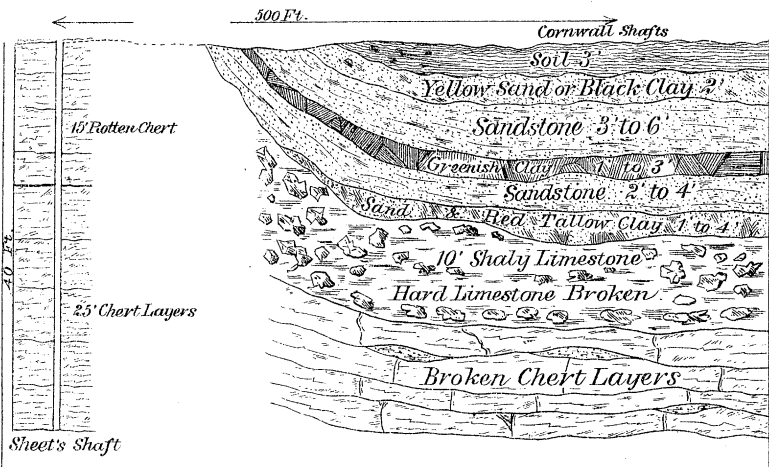 500 Ft.
Cornwall Shafts
Soil 3'
Yellow Sand or Black Clay 2'
Sandstone 3' to 6'
15' Rotten Chert
Greenish Clay 1' to 3'
Sandstone 2' to 4'
Sand & Red Tallow Clay 1' to 4'
40 Ft.
10' Shaly Limestone
Hard Limestone Broken.
25' Chert Layers
Broken Chert Layers
Sheet's Shaft